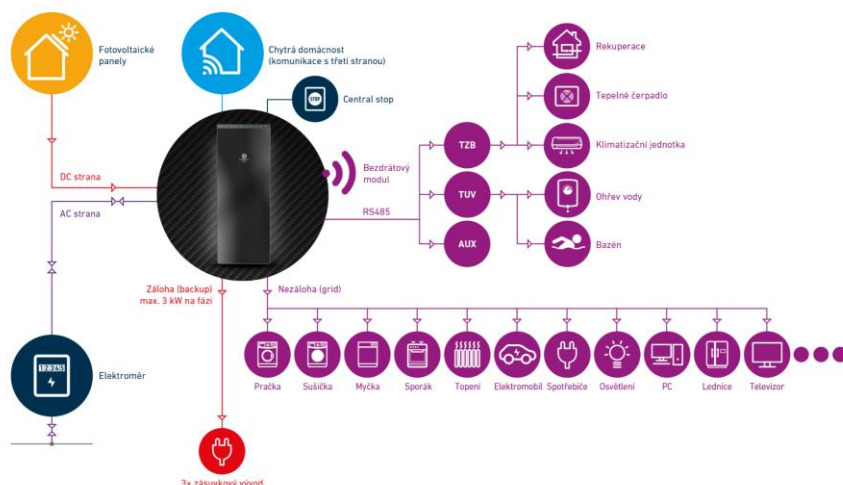 Fotovoltaické
panely
Chytrá domácnost
(komunikace s třetí stranou)
STOP
Central stop
Rekuperace
Tepelné čerpadlo
TZB
Klimatizační jednotka
Bezdrátový
modul
DC strana
TUV
Ohřev vody
AC strana
RS485
AUX
Bazén
Záloha (backup)
max. 3 kW na fázi
Nezáloha (grid)
12345
Elektroměr
Pračka
Sušička
Myčka
Sporák
Topení
Elektromobil
Spotřebiče
Osvětlení
PC
Lednice
Televizor
3x zásuvkový vývod